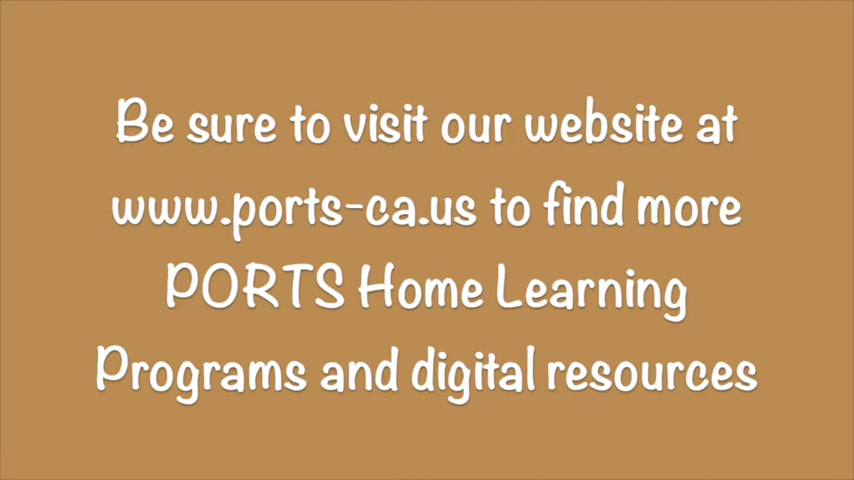 Be sure to visit our website at
www.ports-ca.us to find more
PORTS Home Learning
Programs and digital resources